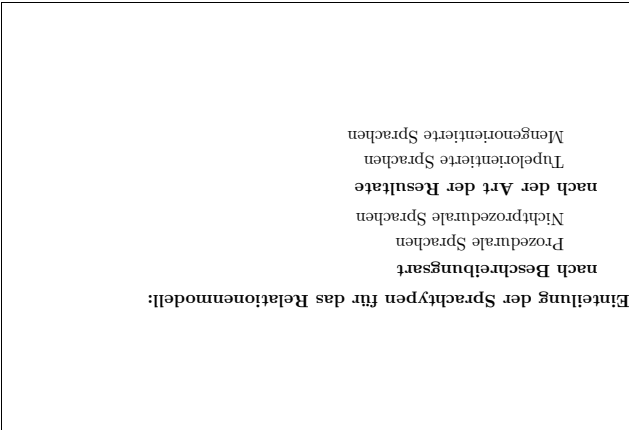 Einteilung der Sprachtypen für das Relationenmodell:
nach Beschreibungsart
Prozedurale Sprachen
Nichtprozedurale Sprachen
nach der Art der Resultate
Tupelorientierte Sprachen
Mengenorientierte Sprachen